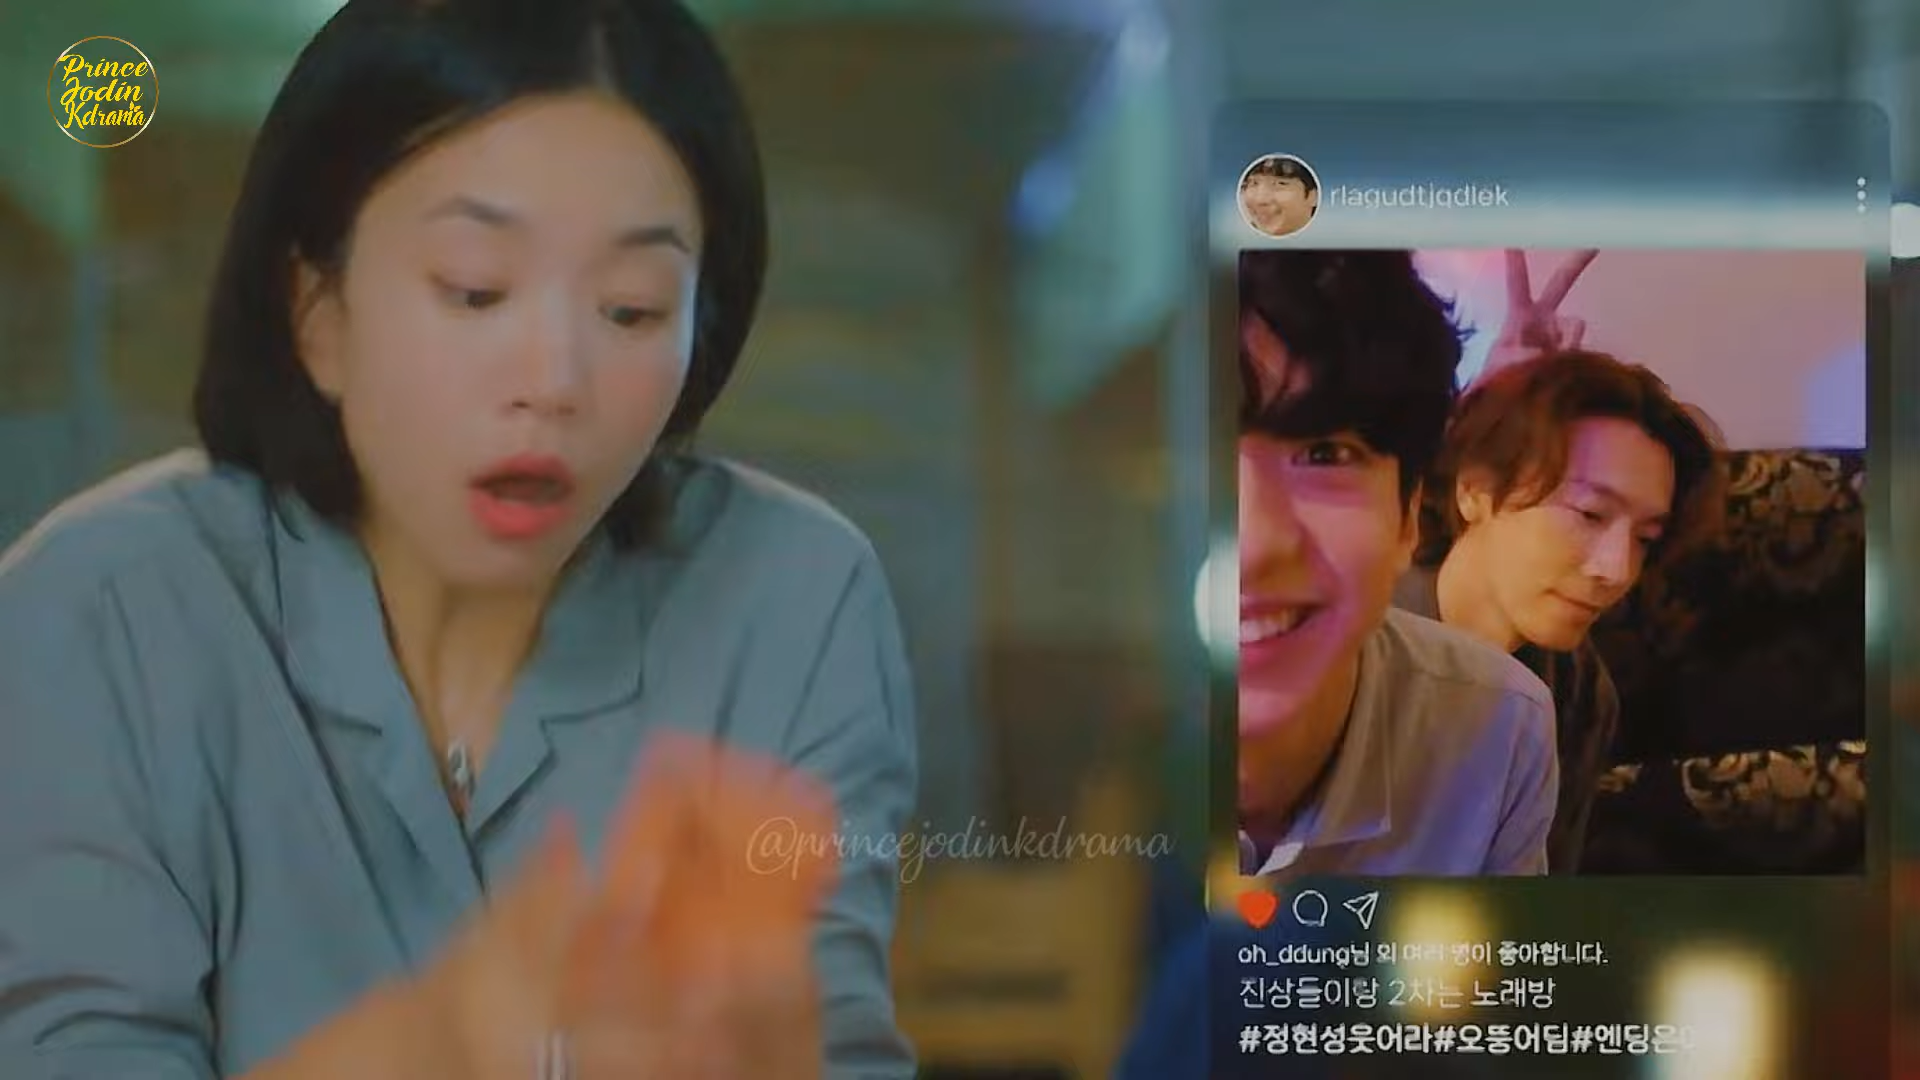 Prince
Jodin
Kdrama
rlagudtjqdlek
@princejodinkdrama
oh_ddung님 외 여러 명이 좋아합니다.
진상들이랑 2차는 노래방
#정현성웃어라#오뚱어딤#엔딩은